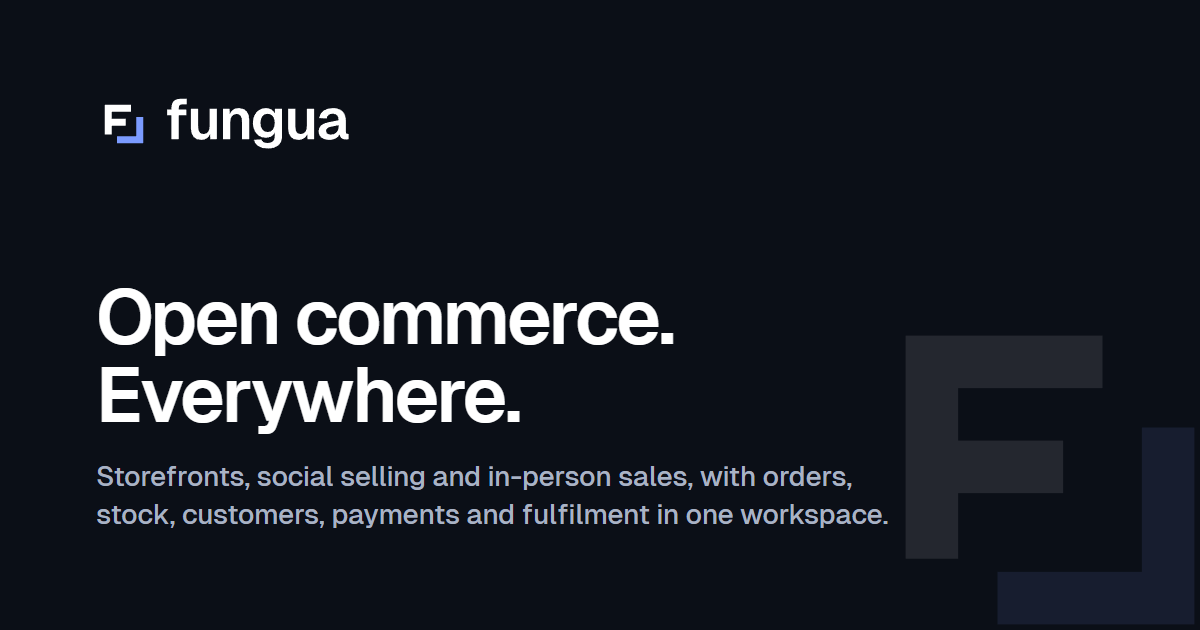 fungua
Open commerce.
Everywhere.
Storefronts, social selling and in-person sales, with orders,
stock, customers, payments and fulfilment in one workspace.